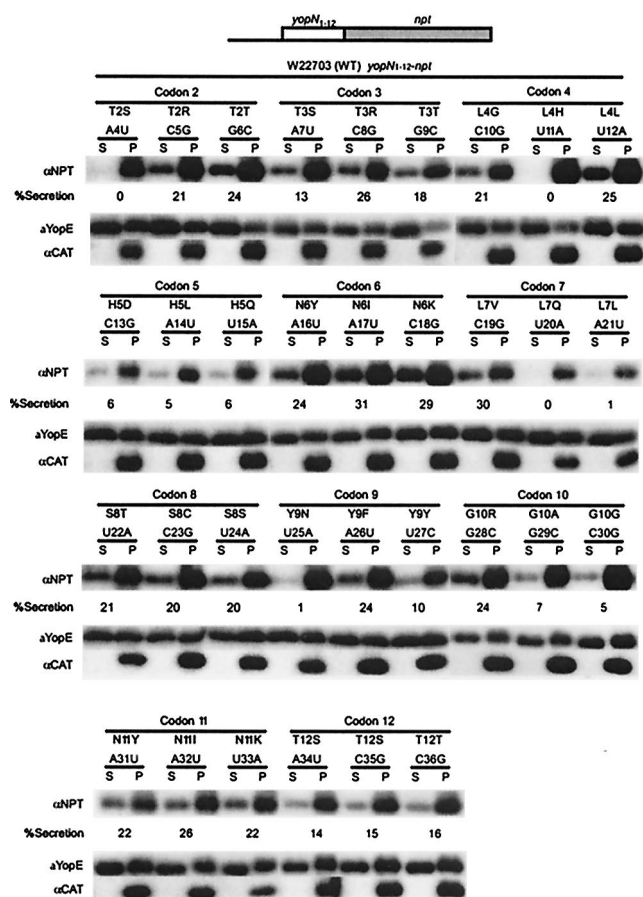 yopN1-12 npt
W22703 (WT) yopN1-12-npt
Codon 2 Codon 3 Codon 4
T2S T2R T2T T3S T3R T3T L4G L4H L4L
A4U C5G G6C A7U C8G G9C C10G U11A U12A
S P S P S P S P S P S P S P S P S P
αNPT
%Secretion 0 21 24 13 26 18 21 0 25
aYopE
αCAT
Codon 5 Codon 6 Codon 7
H5D H5L H5Q N6Y N6I N6K L7V L7Q L7L
C13G A14U U15A A16U A17U C18G C19G U20A A21U
S P S P S P S P S P S P S P S P S P
αNPT
%Secretion 6 5 6 24 31 29 30 0 1
aYopE
αCAT
Codon 8 Codon 9 Codon 10
S8T S8C S8S Y9N Y9F Y9Y G10R G10A G10G
U22A C23G U24A U25A A26U U27C G28C G29C C30G
S P S P S P S P S P S P S P S P S P
αNPT
%Secretion 21 20 20 1 24 10 24 7 5
aYopE
αCAT
Codon 11 Codon 12
N11Y N11I N11K T12S T12S T12T
A31U A32U U33A A34U C35G C36G
S P S P S P S P S P S P
αNPT
%Secretion 22 26 22 14 15 16
aYopE
αCAT